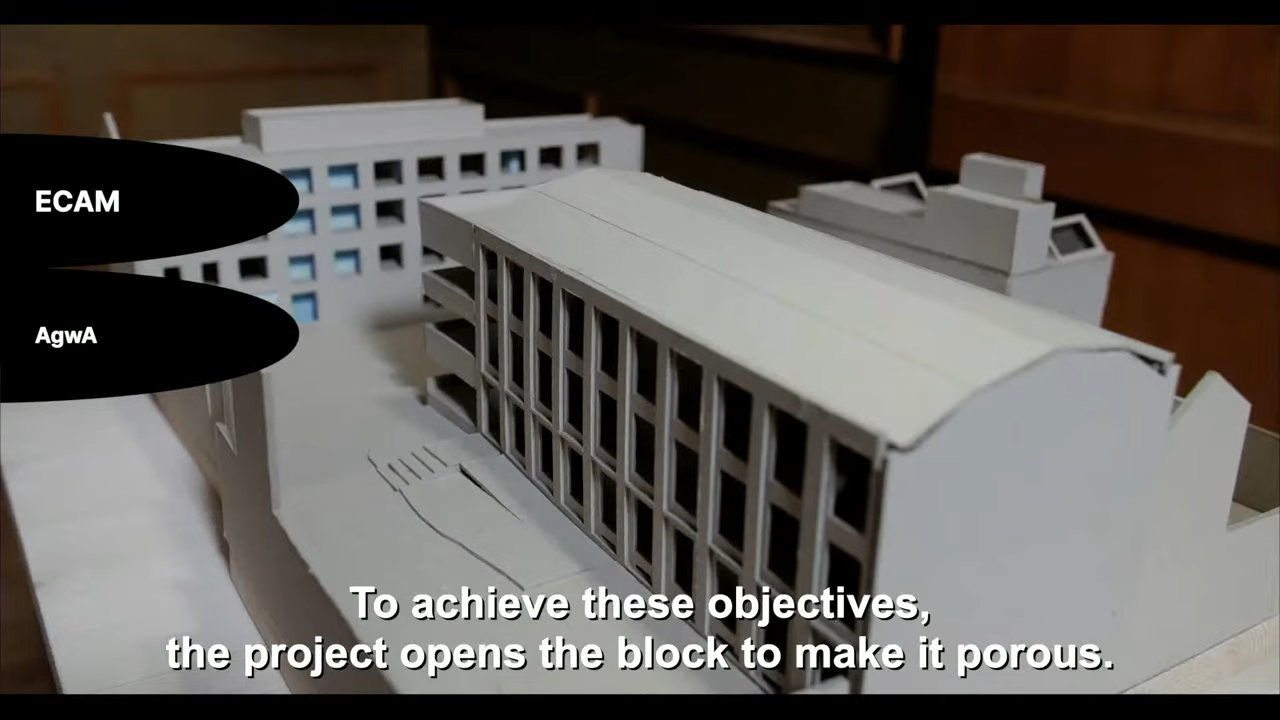 ECAM
AgwA
To achieve these objectives,
the project opens the block to make it porous.